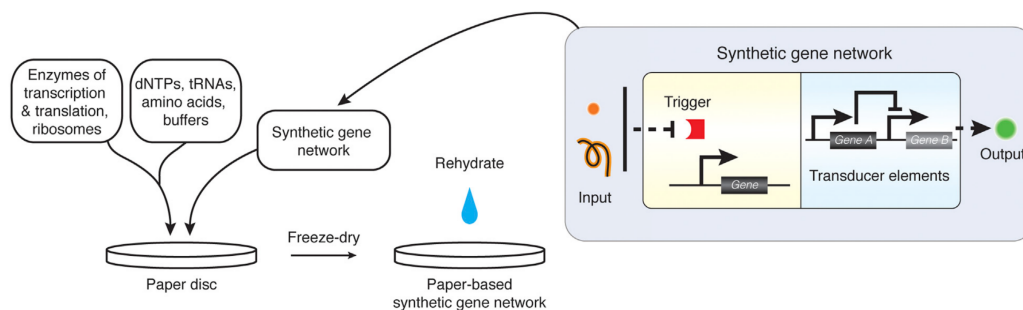 Enzymes of
transcription
& translation,
ribosomes
dNTPs, tRNAs,
amino acids,
buffers
Synthetic gene
network
Paper disc
Freeze-dry
Rehydrate
Paper-based
synthetic gene network
Synthetic gene network
Input
Trigger
Gene
Gene A
Gene B
Transducer elements
Output